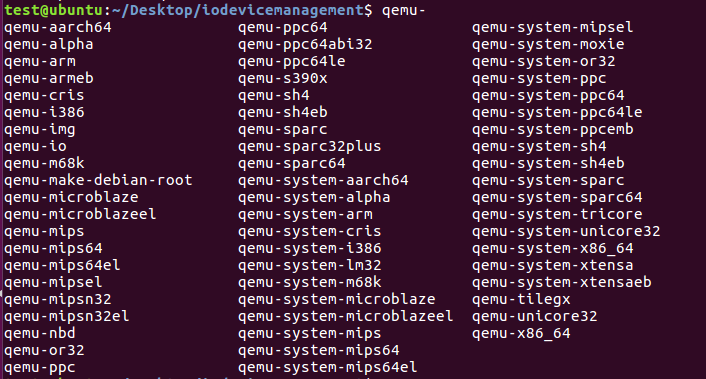 test@ubuntu:~/Desktop/iodevicemanagement$ qemu-
qemu-aarch64 qemu-ppc64 qemu-system-mipsel
qemu-alpha qemu-ppc64abi32 qemu-system-moxie
qemu-arm qemu-ppc64le qemu-system-or32
qemu-armeb qemu-s390x qemu-system-ppc
qemu-cris qemu-sh4 qemu-system-ppc64
qemu-i386 qemu-sh4eb qemu-system-ppc64le
qemu-img qemu-sparc qemu-system-ppcemb
qemu-io qemu-sparc32plus qemu-system-sh4
qemu-m68k qemu-sparc64 qemu-system-sh4eb
qemu-make-debian-root qemu-system-aarch64 qemu-system-sparc
qemu-microblaze qemu-system-alpha qemu-system-sparc64
qemu-microblazeel qemu-system-arm qemu-system-tricore
qemu-mips qemu-system-cris qemu-system-unicore32
qemu-mips64 qemu-system-i386 qemu-system-x86_64
qemu-mips64el qemu-system-lm32 qemu-system-xtensa
qemu-mipsel qemu-system-m68k qemu-system-xtensaeb
qemu-mipsn32 qemu-system-microblaze qemu-tilegx
qemu-mipsn32el qemu-system-microblazeel qemu-unicore32
qemu-nbd qemu-system-mips qemu-x86_64
qemu-or32 qemu-system-mips64
qemu-ppc qemu-system-mips64el